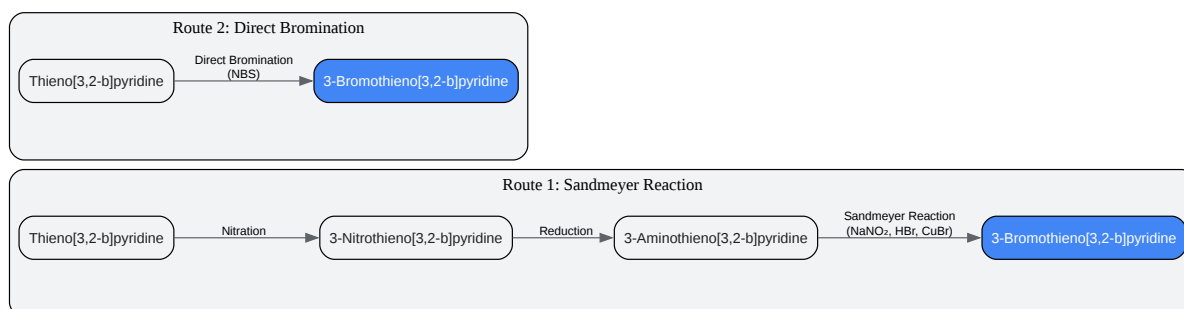 Route 2: Direct Bromination
Thieno[3,2-b]pyridine
Direct Bromination
(NBS)
3-Bromothieno[3,2-b]pyridine
Route 1: Sandmeyer Reaction
Thieno[3,2-b]pyridine
Nitration
3-Nitrothieno[3,2-b]pyridine
Reduction
3-Aminothieno[3,2-b]pyridine
Sandmeyer Reaction
(NaNO₂, HBr, CuBr)
3-Bromothieno[3,2-b]pyridine